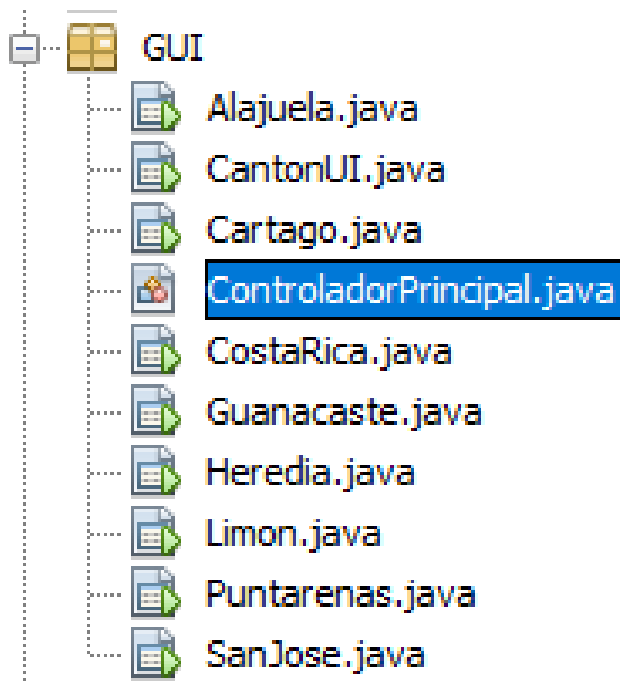 GUI
Alajuela.java
CantonUI.java
Cartago.java
ControladorPrincipal.java
CostaRica.java
Guanacaste.java
Heredia.java
Limon.java
Puntarenas.java
SanJose.java